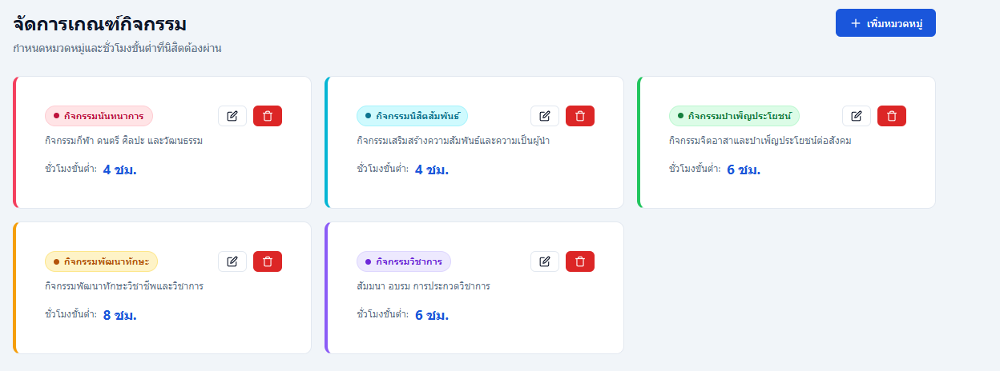 จัดการเกณฑ์กิจกรรม
เพิ่มหมวดหมู่
กำหนดหมวดหมู่และชั่วโมงขั้นต่ำที่นิสิตต้องผ่าน
กิจกรรมนันทนาการ
กิจกรรมกีฬา ดนตรี ศิลปะ และวัฒนธรรม
ชั่วโมงขั้นต่ำ: 4 ชม.
กิจกรรมนิสิตสัมพันธ์
กิจกรรมเสริมสร้างความสัมพันธ์และความเป็นผู้นำ
ชั่วโมงขั้นต่ำ: 4 ชม.
กิจกรรมบำเพ็ญประโยชน์
กิจกรรมจิตอาสาและบำเพ็ญประโยชน์ต่อสังคม
ชั่วโมงขั้นต่ำ: 6 ชม.
กิจกรรมพัฒนาทักษะ
กิจกรรมพัฒนาทักษะวิชาชีพและวิชาการ
ชั่วโมงขั้นต่ำ: 8 ชม.
กิจกรรมวิชาการ
สัมมนา อบรม การประกวดวิชาการ
ชั่วโมงขั้นต่ำ: 6 ชม.